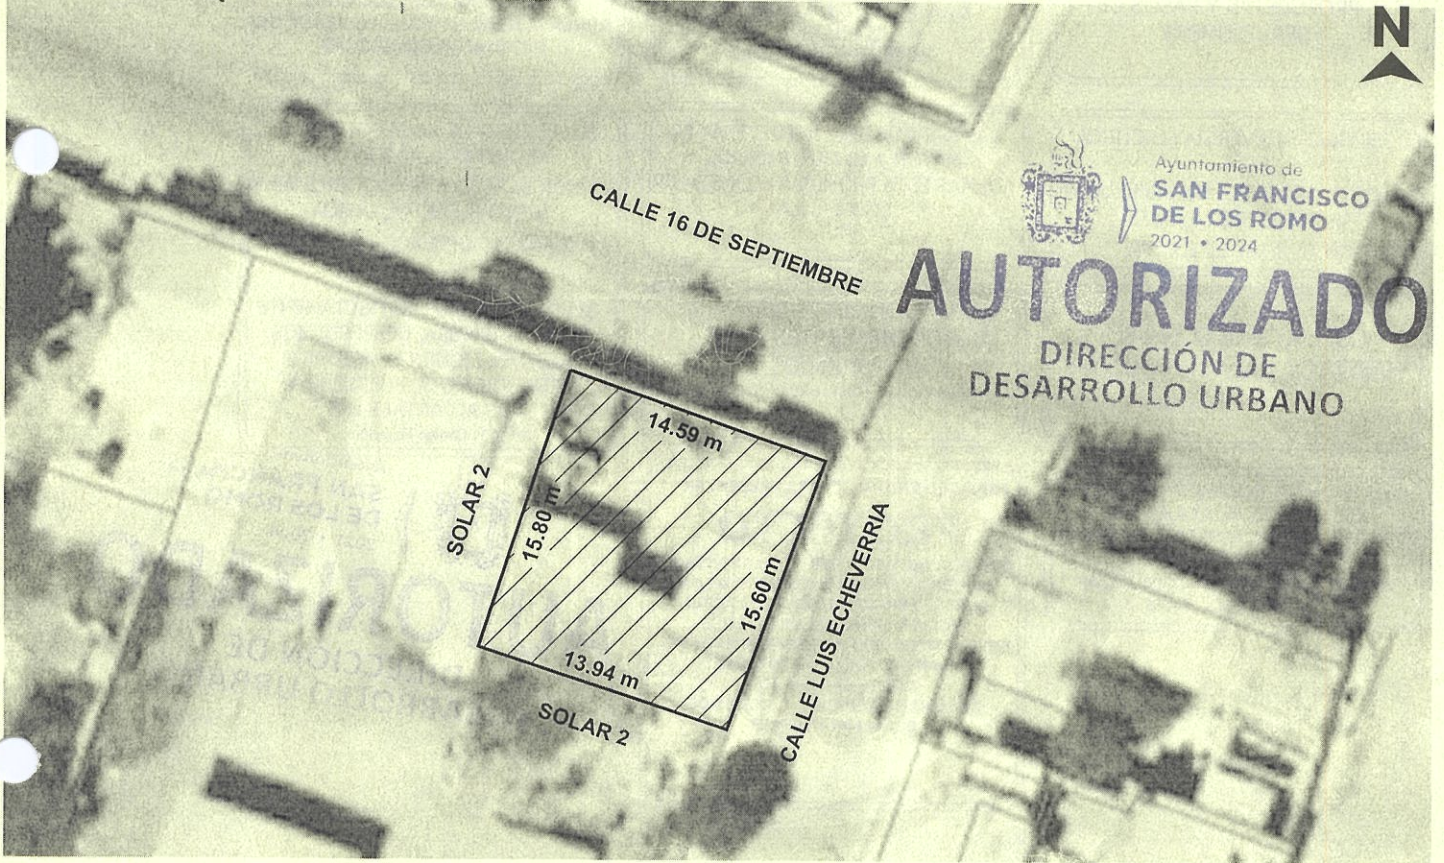 N
Ayuntamiento de
SAN FRANCISCO
DE LOS ROMO
2021 • 2024
AUTORIZADO
DIRECCIÓN DE
DESARROLLO URBANO
CALLE 16 DE SEPTIEMBRE
14.59 m
SOLAR 2
15.80 m
15.60 m
CALLE LUIS ECHEVERRIA
13.94 m
SOLAR 2